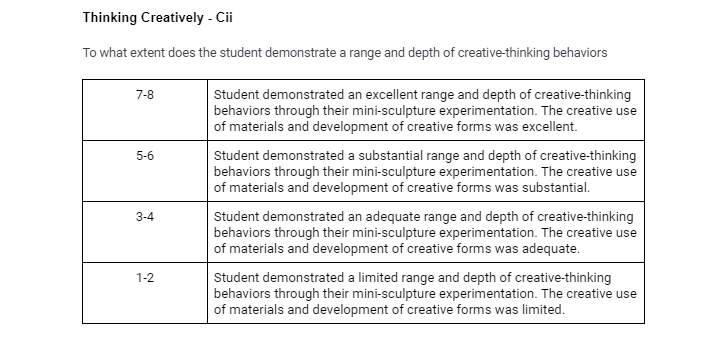 Thinking Creatively - Cii
To what extent does the student demonstrate a range and depth of creative-thinking behaviors
7-8
Student demonstrated an excellent range and depth of creative-thinking
behaviors through their mini-sculpture experimentation. The creative use
of materials and development of creative forms was excellent.
5-6
Student demonstrated a substantial range and depth of creative-thinking
behaviors through their mini-sculpture experimentation. The creative use
of materials and development of creative forms was substantial.
3-4
Student demonstrated an adequate range and depth of creative-thinking
behaviors through their mini-sculpture experimentation. The creative use
of materials and development of creative forms was adequate.
1-2
Student demonstrated a limited range and depth of creative-thinking
behaviors through their mini-sculpture experimentation. The creative use
of materials and development of creative forms was limited.